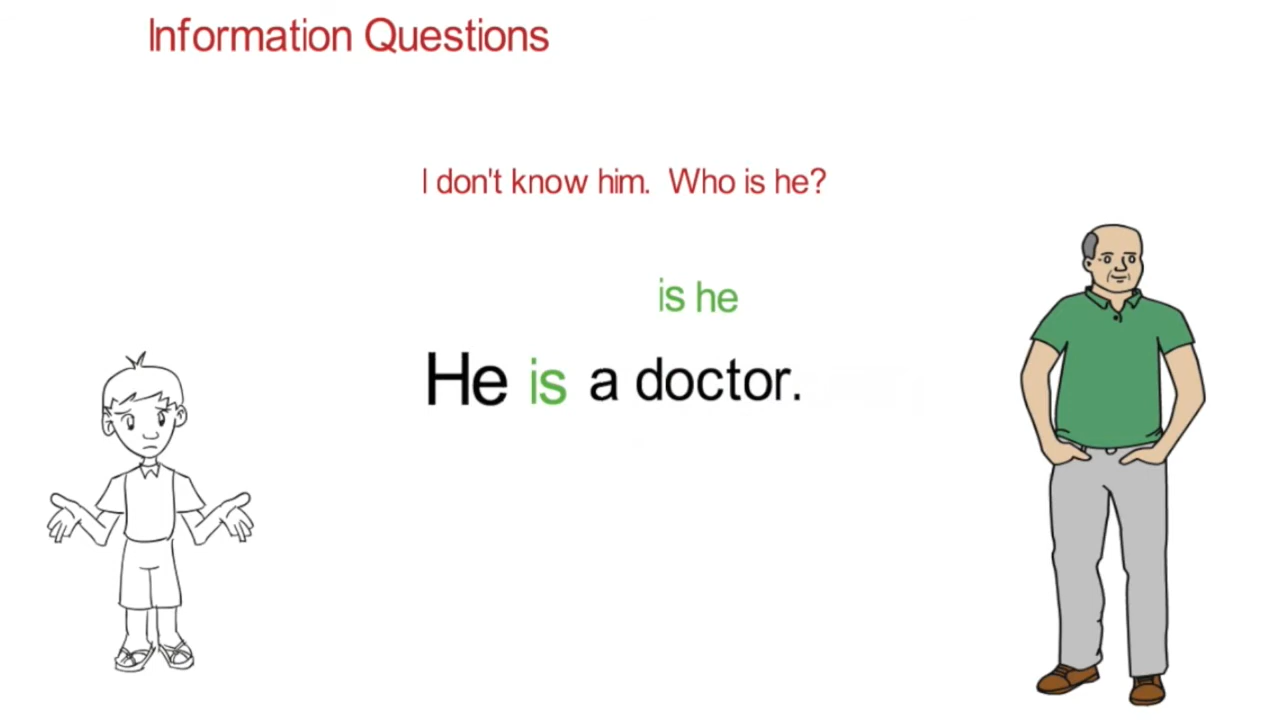 Information Questions
I don't know him.  Who is he?
is he
He is a doctor.